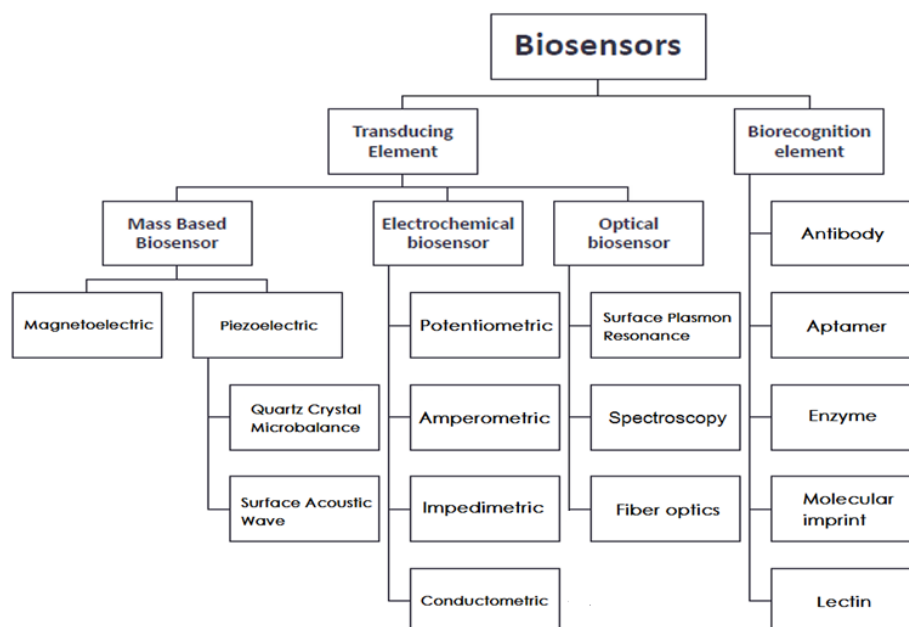 Biosensors
Transducing
Element
Biorecognition
element
Mass Based
Biosensor
Electrochemical
biosensor
Optical
biosensor
Antibody
Magnetoelectric
Piezoelectric
Potentiometric
Surface Plasmon
Resonance
Aptamer
Quartz Crystal
Microbalance
Amperometric
Spectroscopy
Enzyme
Surface Acoustic
Wave
Impedimetric
Fiber optics
Molecular
imprint
Conductometric
Lectin